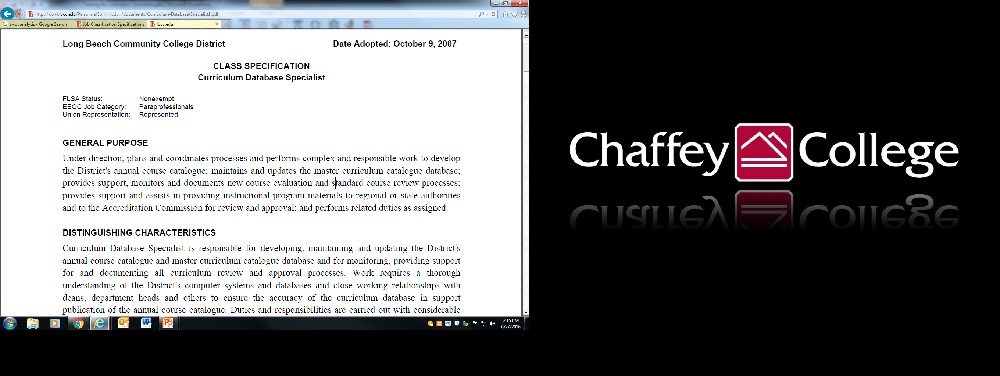 http://www.lbcc.edu/PersonnelCommission/documents/Curriculum-Database-Specialist1.pdf
swot analysis - Google Search
Job Classification Specifications
lbcc.edu
Long Beach Community College District
Date Adopted: October 9, 2007
CLASS SPECIFICATION
Curriculum Database Specialist
FLSA Status: Nonexempt
EEOC Job Category: Paraprofessionals
Union Representation: Represented
GENERAL PURPOSE
Under direction, plans and coordinates processes and performs complex and responsible work to develop
the District's annual course catalogue; maintains and updates the master curriculum catalogue database;
provides support, monitors and documents new course evaluation and standard course review processes;
provides support and assists in providing instructional program materials to regional or state authorities
and to the Accreditation Commission for review and approval; and performs related duties as assigned.
DISTINGUISHING CHARACTERISTICS
Curriculum Database Specialist is responsible for developing, maintaining and updating the District's
annual course catalogue and master curriculum catalogue database and for monitoring, providing support
for and documenting all curriculum review and approval processes. Work requires a thorough
understanding of the District's computer systems and databases and close working relationships with
deans, department heads and others to ensure the accuracy of the curriculum database in support
publication of the annual course catalogue. Duties and responsibilities are carried out with considerable
2:15 PM
6/27/2016
Chaffey College